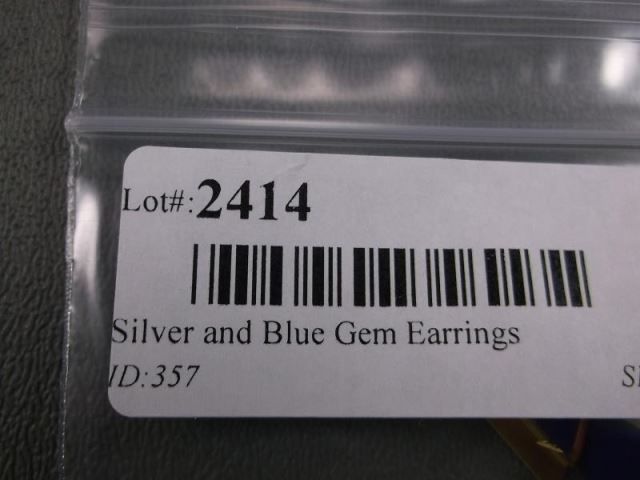 Lot#:2414
Silver and Blue Gem Earrings
ID:357